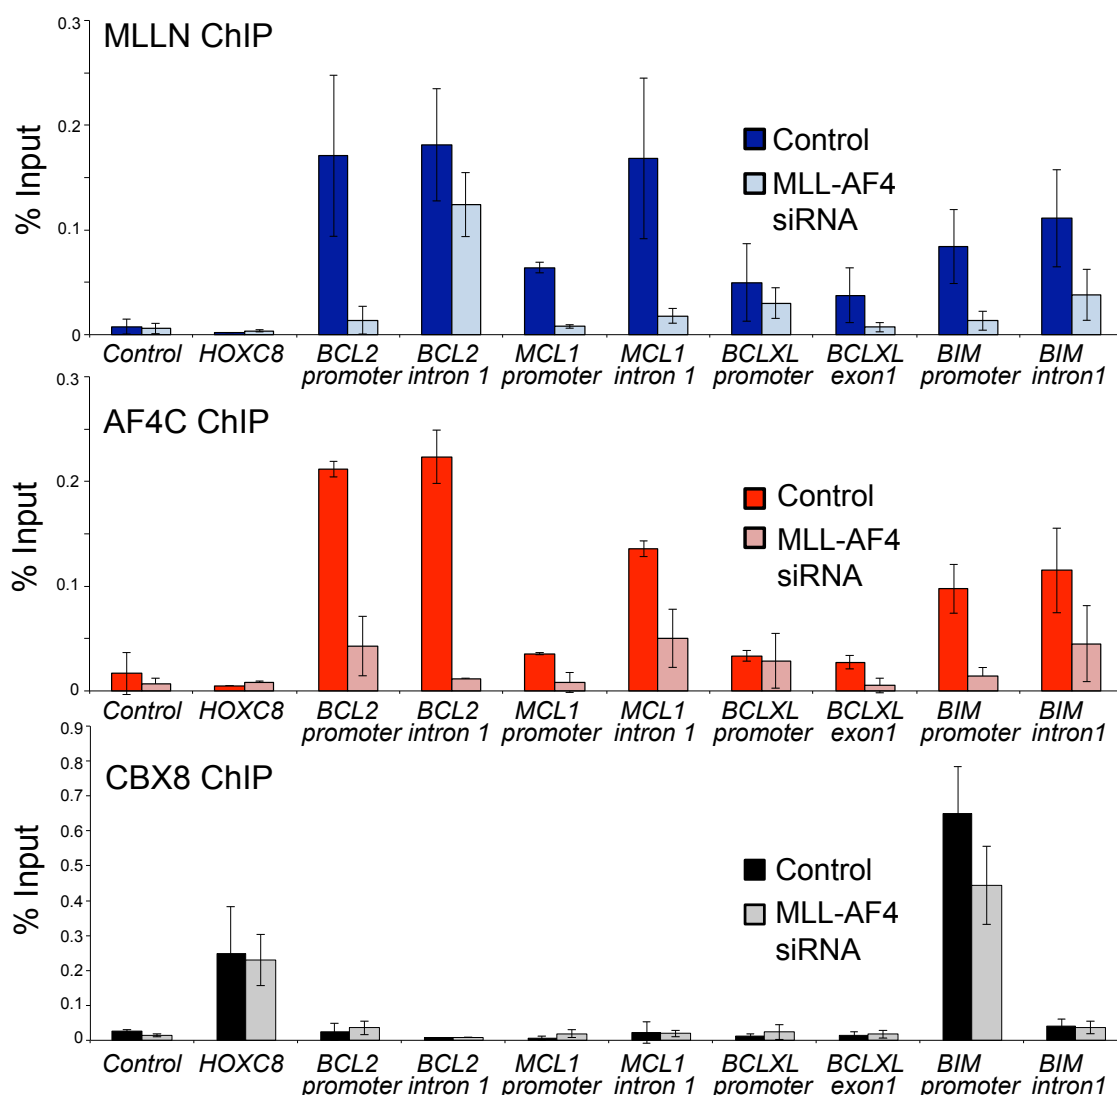 MLLN ChIP
% Input
0.3
0.2
0.1
0
Control
MLL-AF4
siRNA
Control HOXC8 BCL2 BCL2 MCL1 MCL1 BCLXL BCLXL BIM BIM
promoter intron 1 promoter intron 1 promoter exon1 promoter intron1
AF4C ChIP
% Input
0.3
0.2
0.1
0
Control
MLL-AF4
siRNA
Control HOXC8 BCL2 BCL2 MCL1 MCL1 BCLXL BCLXL BIM BIM
promoter intron 1 promoter intron 1 promoter exon1 promoter intron1
CBX8 ChIP
% Input
0.9
0.8
0.7
0.6
0.5
0.4
0.3
0.2
0.1
0
Control
MLL-AF4
siRNA
Control HOXC8 BCL2 BCL2 MCL1 MCL1 BCLXL BCLXL BIM BIM
promoter intron 1 promoter intron 1 promoter exon1 promoter intron1